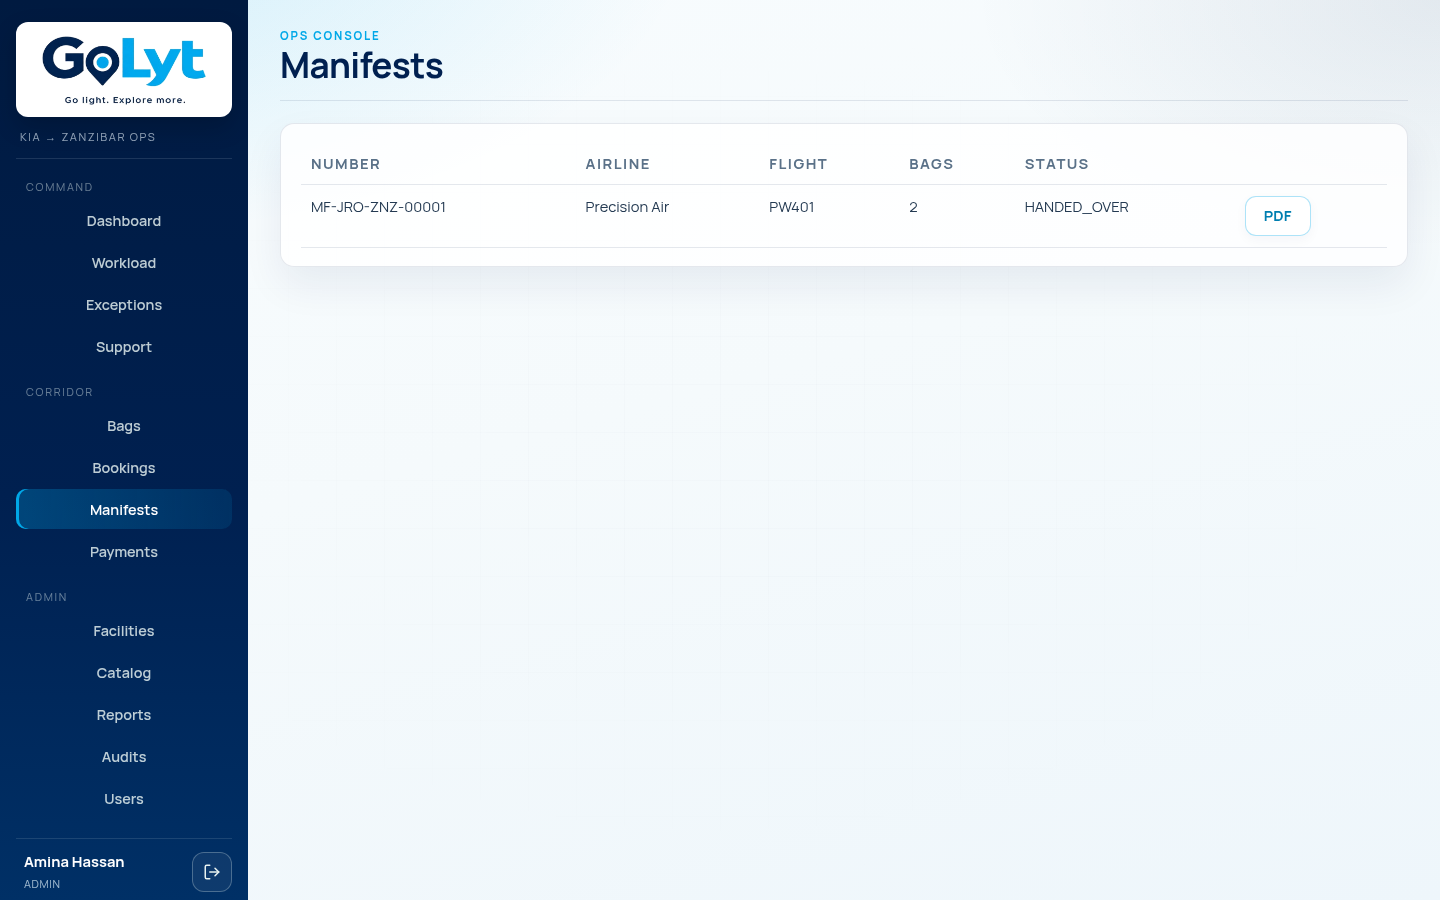 GoLyt
Go light. Explore more.
KIA → ZANZIBAR OPS
COMMAND
Dashboard
Workload
Exceptions
Support
CORRIDOR
Bags
Bookings
Manifests
Payments
ADMIN
Facilities
Catalog
Reports
Audits
Users
Amina Hassan
ADMIN
OPS CONSOLE
Manifests
NUMBER AIRLINE FLIGHT BAGS STATUS
MF-JRO-ZNZ-00001 Precision Air PW401 2 HANDED_OVER PDF